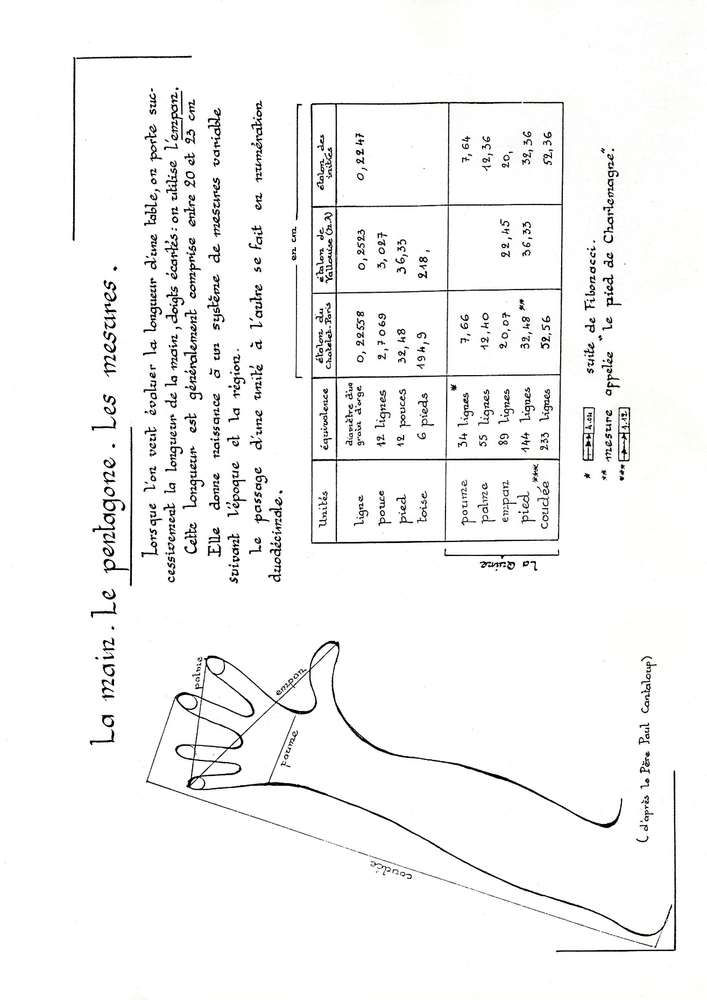 La main. Le pentagone. Les mesures.
Lorsque l'on veut évaluer la longueur d'une table, on porte suc-
cessivement la longueur de la main, doigts écartés: on utilise l'empan.
Cette longueur est généralement comprise entre 20 et 23 cm
Elle donne naissance à un système de mesures variable
suivant l'époque et la région.
Le passage d'une unité à l'autre se fait en numération
duodécimale.
en cm
Unités équivalence étalon du Chatelet-Paris étalon de Vallouise (n.λ) étalon des initiés
ligne diamètre d'un grain d'orge 0,22558 0,2523 0,2247
pouce 12 lignes 2,7069 3,027
pied 12 pouces 32,48 36,33
toise 6 pieds 194,9 218,
La Quine
poume 34 lignes* 7,66 7,64
palme 55 lignes 12,40 12,36
empan 89 lignes 20,07 22,45 20,
pied 144 lignes 32,48** 36,33 32,36
coudée*** 233 lignes 52,56 52,36
* 4.04 suite de Fibonacci.
** mesure appelée "le pied de Charlemagne".
*** 1.12
palme
empan
poume
coudée
(d'après le Père Paul Cantaloup)